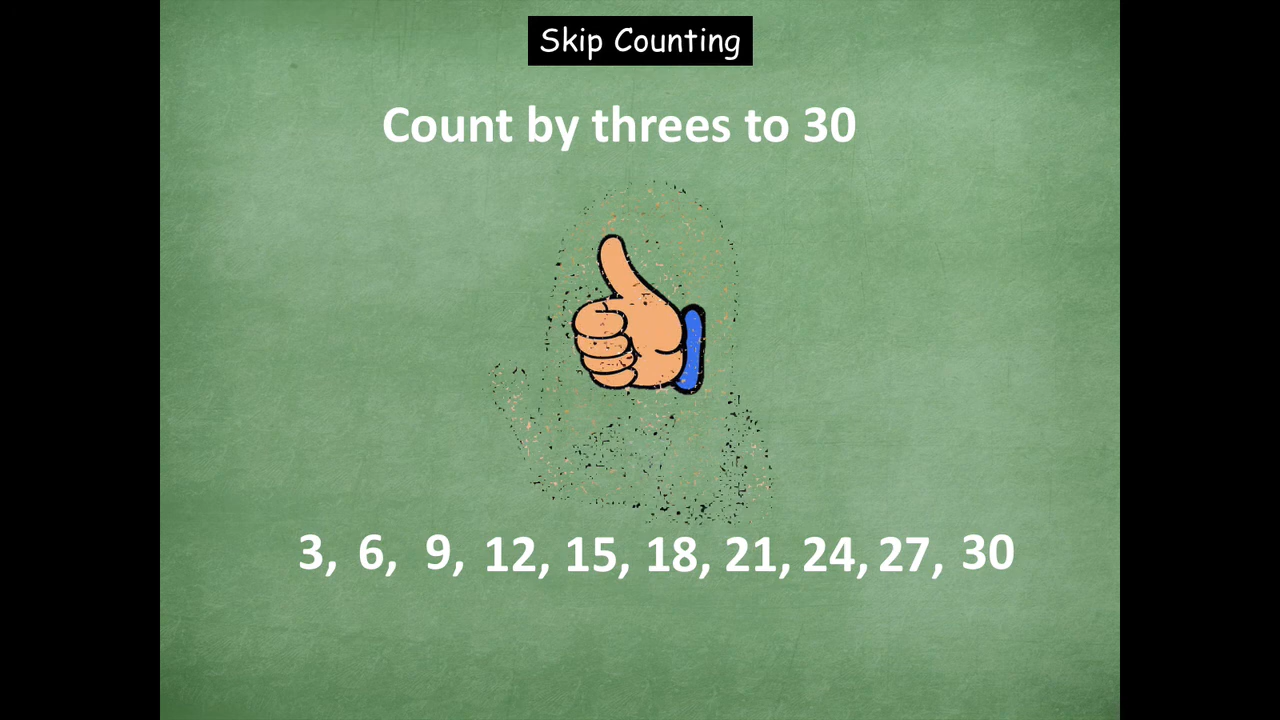 Skip Counting
Count by threes to 30
3, 6, 9, 12, 15, 18, 21, 24, 27, 30